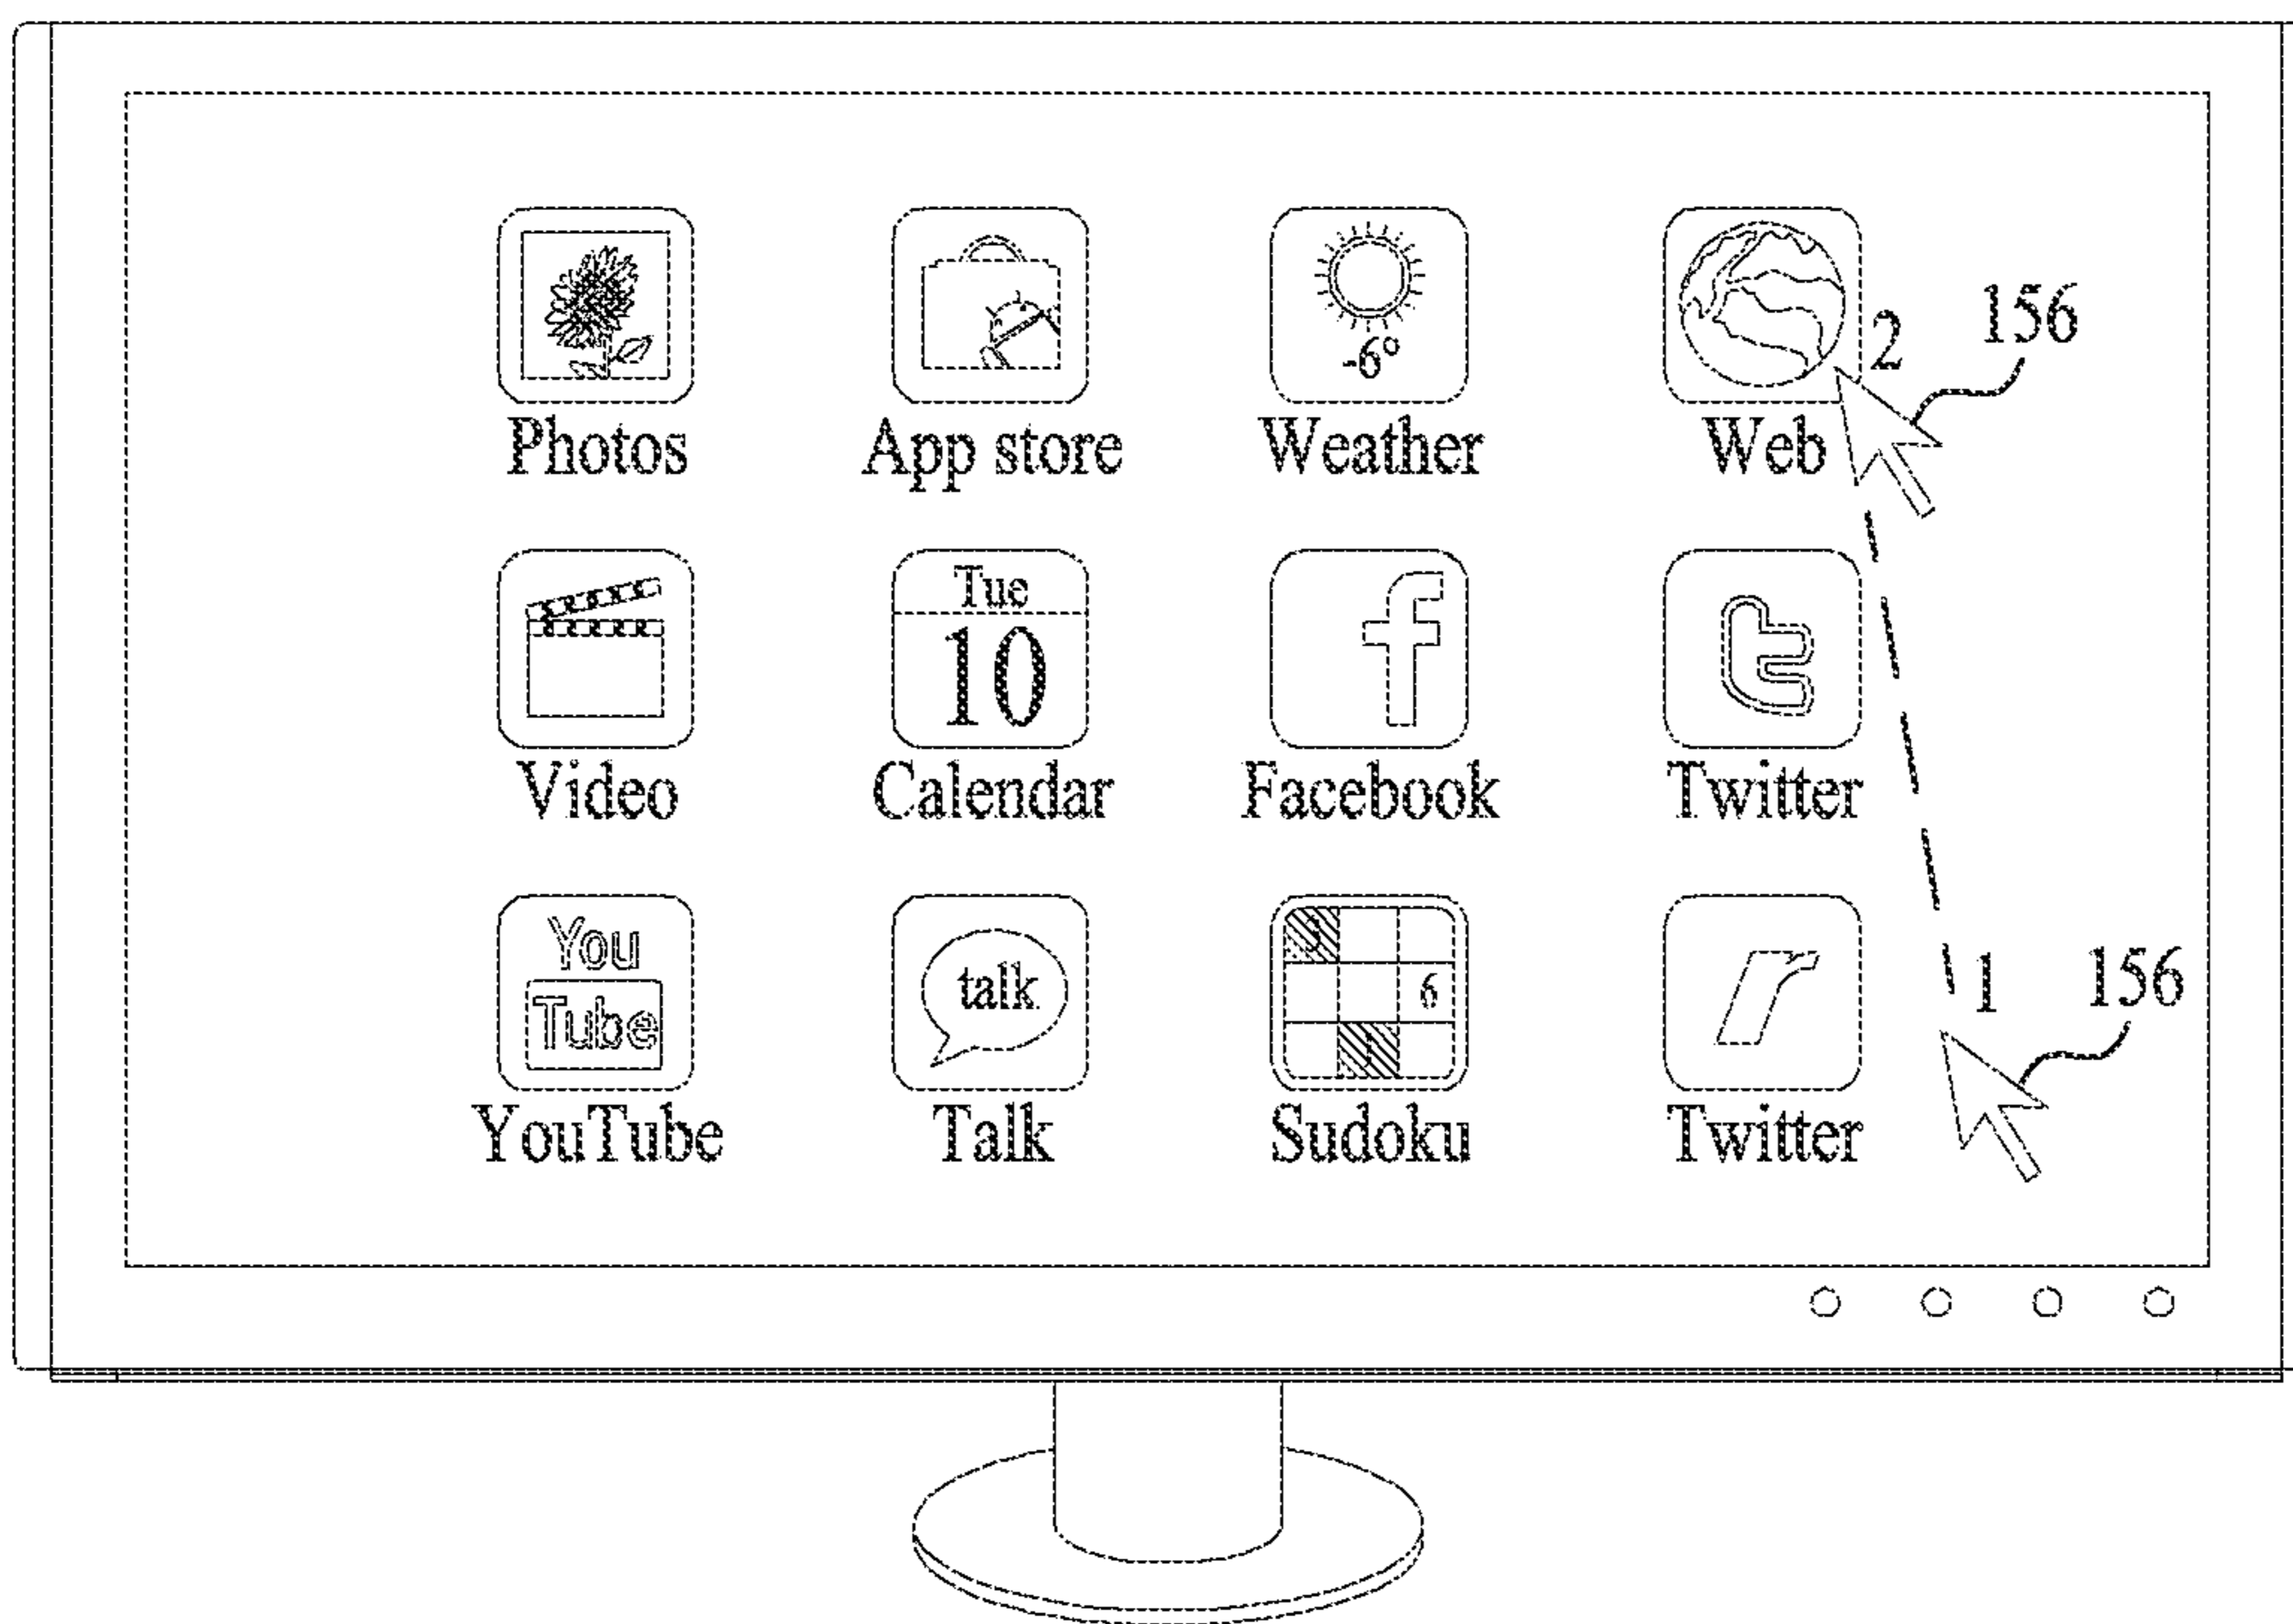 -6°
2
156
Photos
App store
Weather
Web
Tue
10
f
t
Video
Calendar
Facebook
Twitter
You
Tube
talk
6
r
1
156
YouTube
Talk
Sudoku
Twitter